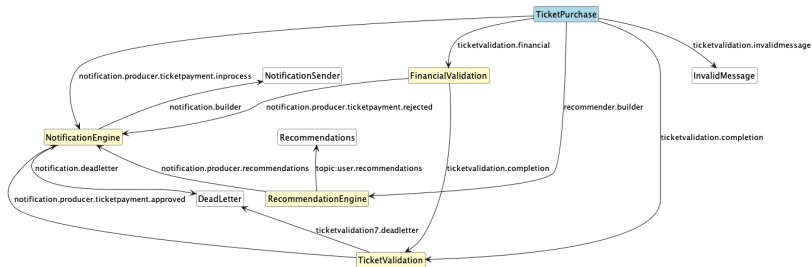 TicketPurchase
ticketvalidation.financial
ticketvalidation.invalidmessage
notification.producer.ticketpayment.inprocess
NotificationSender
FinancialValidation
InvalidMessage
notification.builder
notification.producer.ticketpayment.rejected
recommender.builder
NotificationEngine
Recommendations
ticketvalidation.completion
notification.deadletter
notification.producer.recommendations
topic:user.recommendations
ticketvalidation.completion
notification.producer.ticketpayment.approved
DeadLetter
RecommendationEngine
ticketvalidation7.deadletter
TicketValidation